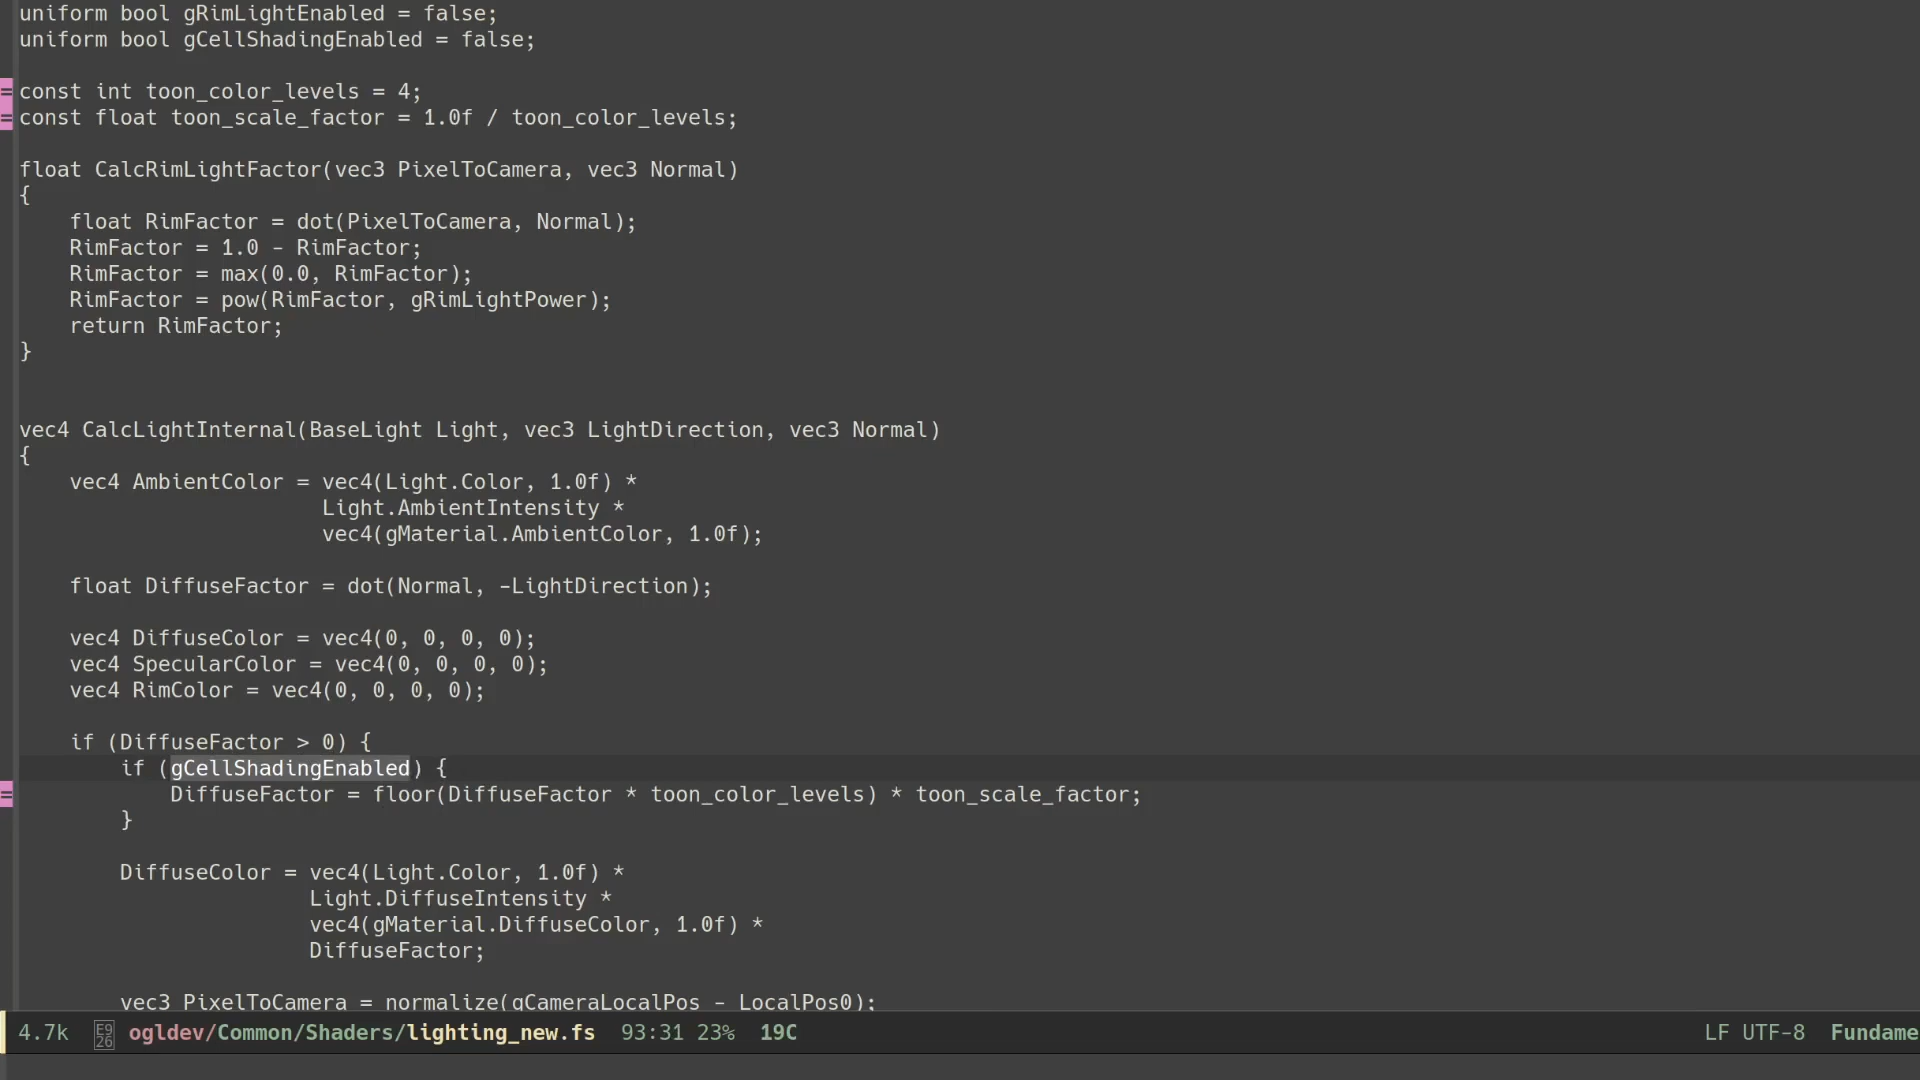 uniform bool gRimLightEnabled = false;
uniform bool gCellShadingEnabled = false;
const int toon_color_levels = 4;
const float toon_scale_factor = 1.0f / toon_color_levels;
float CalcRimLightFactor(vec3 PixelToCamera, vec3 Normal)
{
    float RimFactor = dot(PixelToCamera, Normal);
    RimFactor = 1.0 - RimFactor;
    RimFactor = max(0.0, RimFactor);
    RimFactor = pow(RimFactor, gRimLightPower);
    return RimFactor;
}
vec4 CalcLightInternal(BaseLight Light, vec3 LightDirection, vec3 Normal)
{
    vec4 AmbientColor = vec4(Light.Color, 1.0f) *
                        Light.AmbientIntensity *
                        vec4(gMaterial.AmbientColor, 1.0f);
    float DiffuseFactor = dot(Normal, -LightDirection);
    vec4 DiffuseColor = vec4(0, 0, 0, 0);
    vec4 SpecularColor = vec4(0, 0, 0, 0);
    vec4 RimColor = vec4(0, 0, 0, 0);
    if (DiffuseFactor > 0) {
        if (gCellShadingEnabled) {
            DiffuseFactor = floor(DiffuseFactor * toon_color_levels) * toon_scale_factor;
        }
        DiffuseColor = vec4(Light.Color, 1.0f) *
                       Light.DiffuseIntensity *
                       vec4(gMaterial.DiffuseColor, 1.0f) *
                       DiffuseFactor;
        vec3 PixelToCamera = normalize(gCameraLocalPos - LocalPos0);
4.7k E926 ogldev/Common/Shaders/lighting_new.fs 93:31 23% 19C LF UTF-8 Fundame